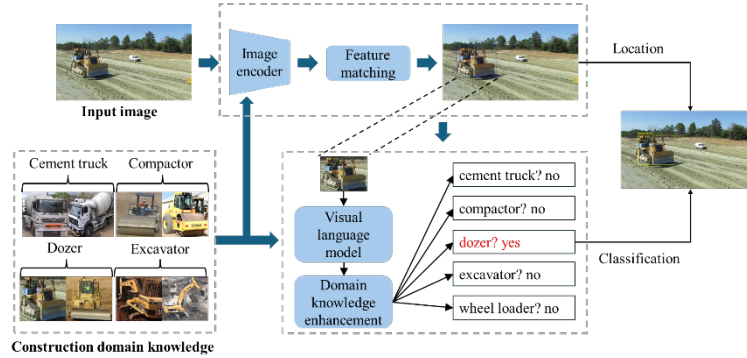 Input image
Image
encoder
Feature
matching
Location
Construction domain knowledge
Cement truck
Compactor
Dozer
Excavator
Visual
language
model
Domain
knowledge
enhancement
cement truck? no
compactor? no
dozer? yes
excavator? no
wheel loader? no
Classification